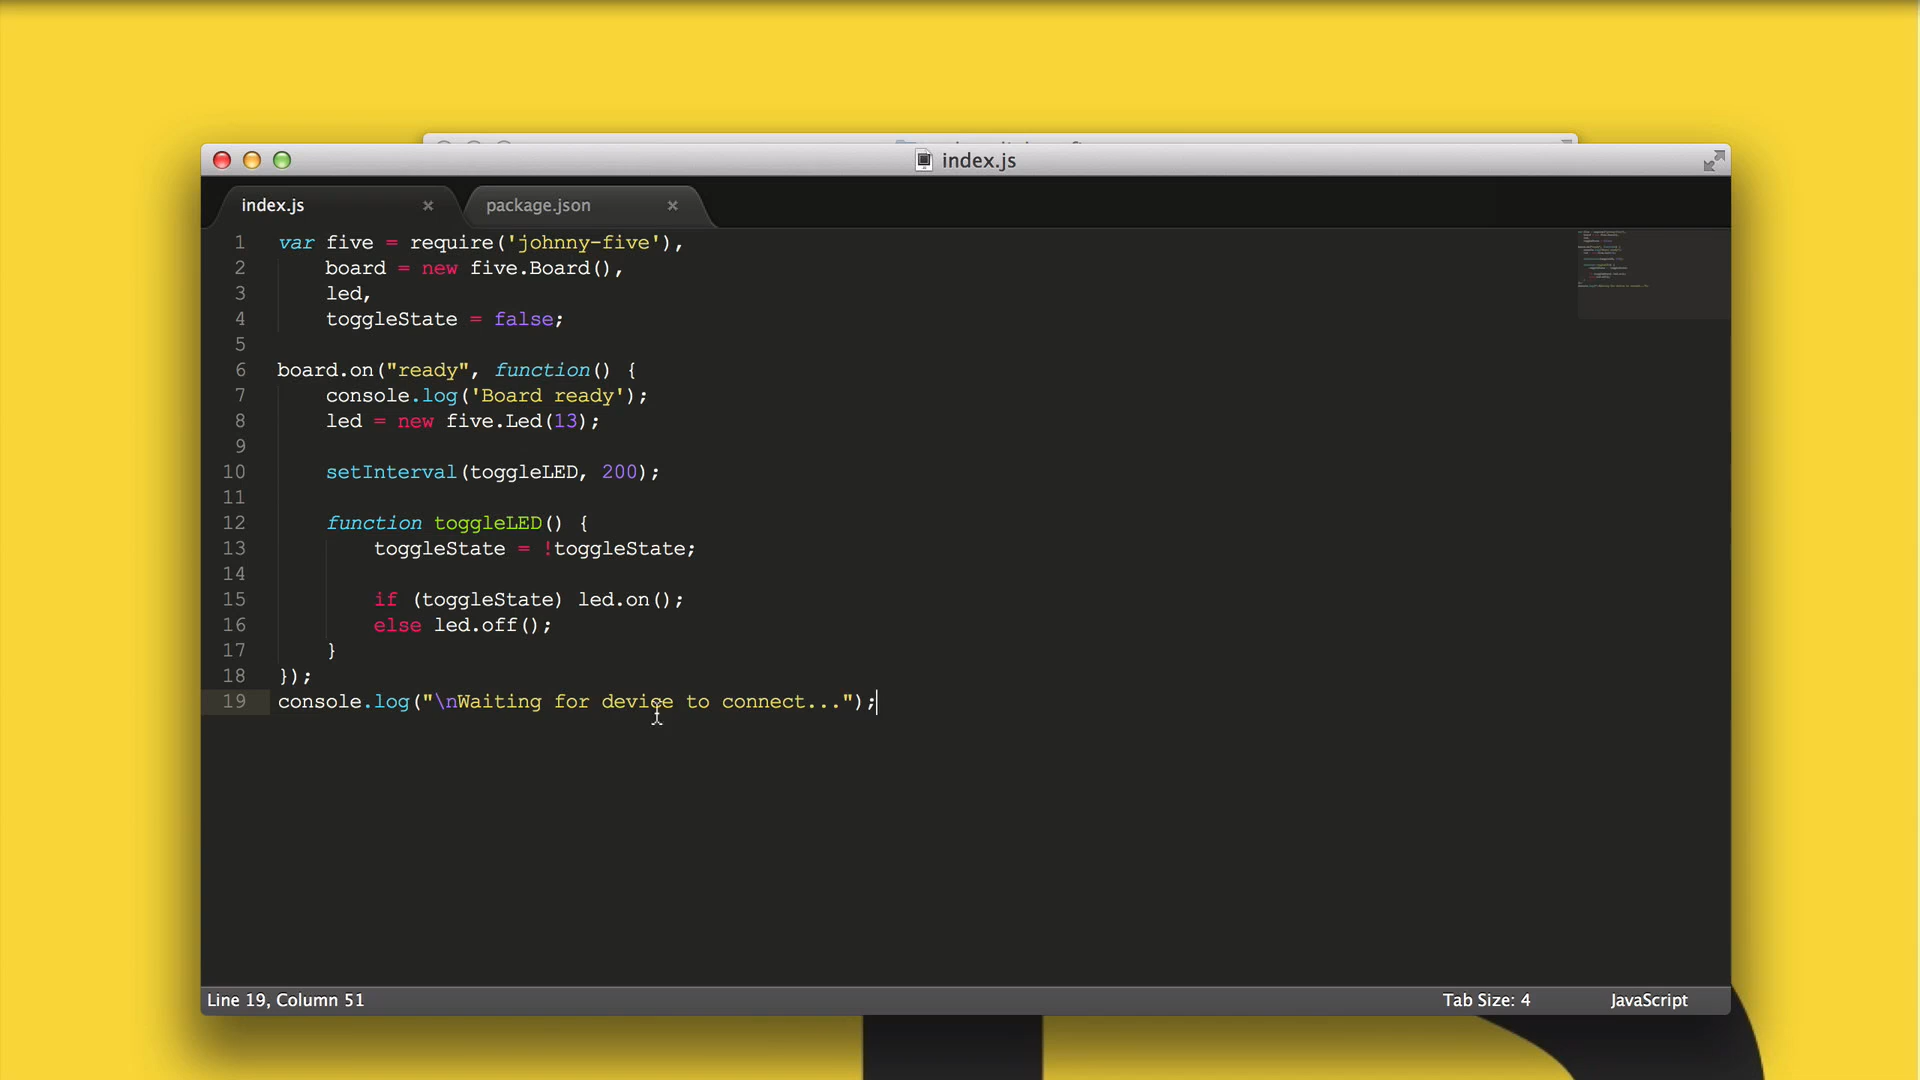 index.js
index.js × package.json ×
1 var five = require('johnny-five'),
2 board = new five.Board(),
3 led,
4 toggleState = false;
5
6 board.on("ready", function() {
7 console.log('Board ready');
8 led = new five.Led(13);
9
10 setInterval(toggleLED, 200);
11
12 function toggleLED() {
13 toggleState = !toggleState;
14
15 if (toggleState) led.on();
16 else led.off();
17 }
18 });
19 console.log("\nWaiting for device to connect...");
Line 19, Column 51 Tab Size: 4 JavaScript